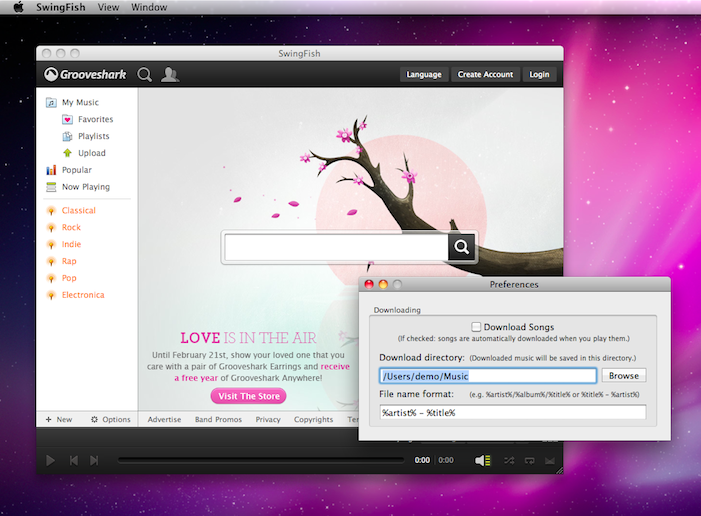 SwingFish View Window
SwingFish
Grooveshark
Language Create Account Login
My Music
Favorites
Playlists
Upload
Popular
Now Playing
Classical
Rock
Indie
Rap
Pop
Electronica
LOVE IS IN THE AIR
Until February 21st, show your loved one that you
care with a pair of Grooveshark Earrings and receive
a free year of Grooveshark Anywhere!
Visit The Store
+ New Options Advertise Band Promos Privacy Copyrights
0:00 0:00
Preferences
Downloading
Download Songs
(If checked: songs are automatically downloaded when you play them.)
Download directory: (Downloaded music will be saved in this directory.)
/Users/demo/Music Browse
File name format: (e.g. %artist%/%album%/%title% or %title% - %artist%)
%artist% - %title%